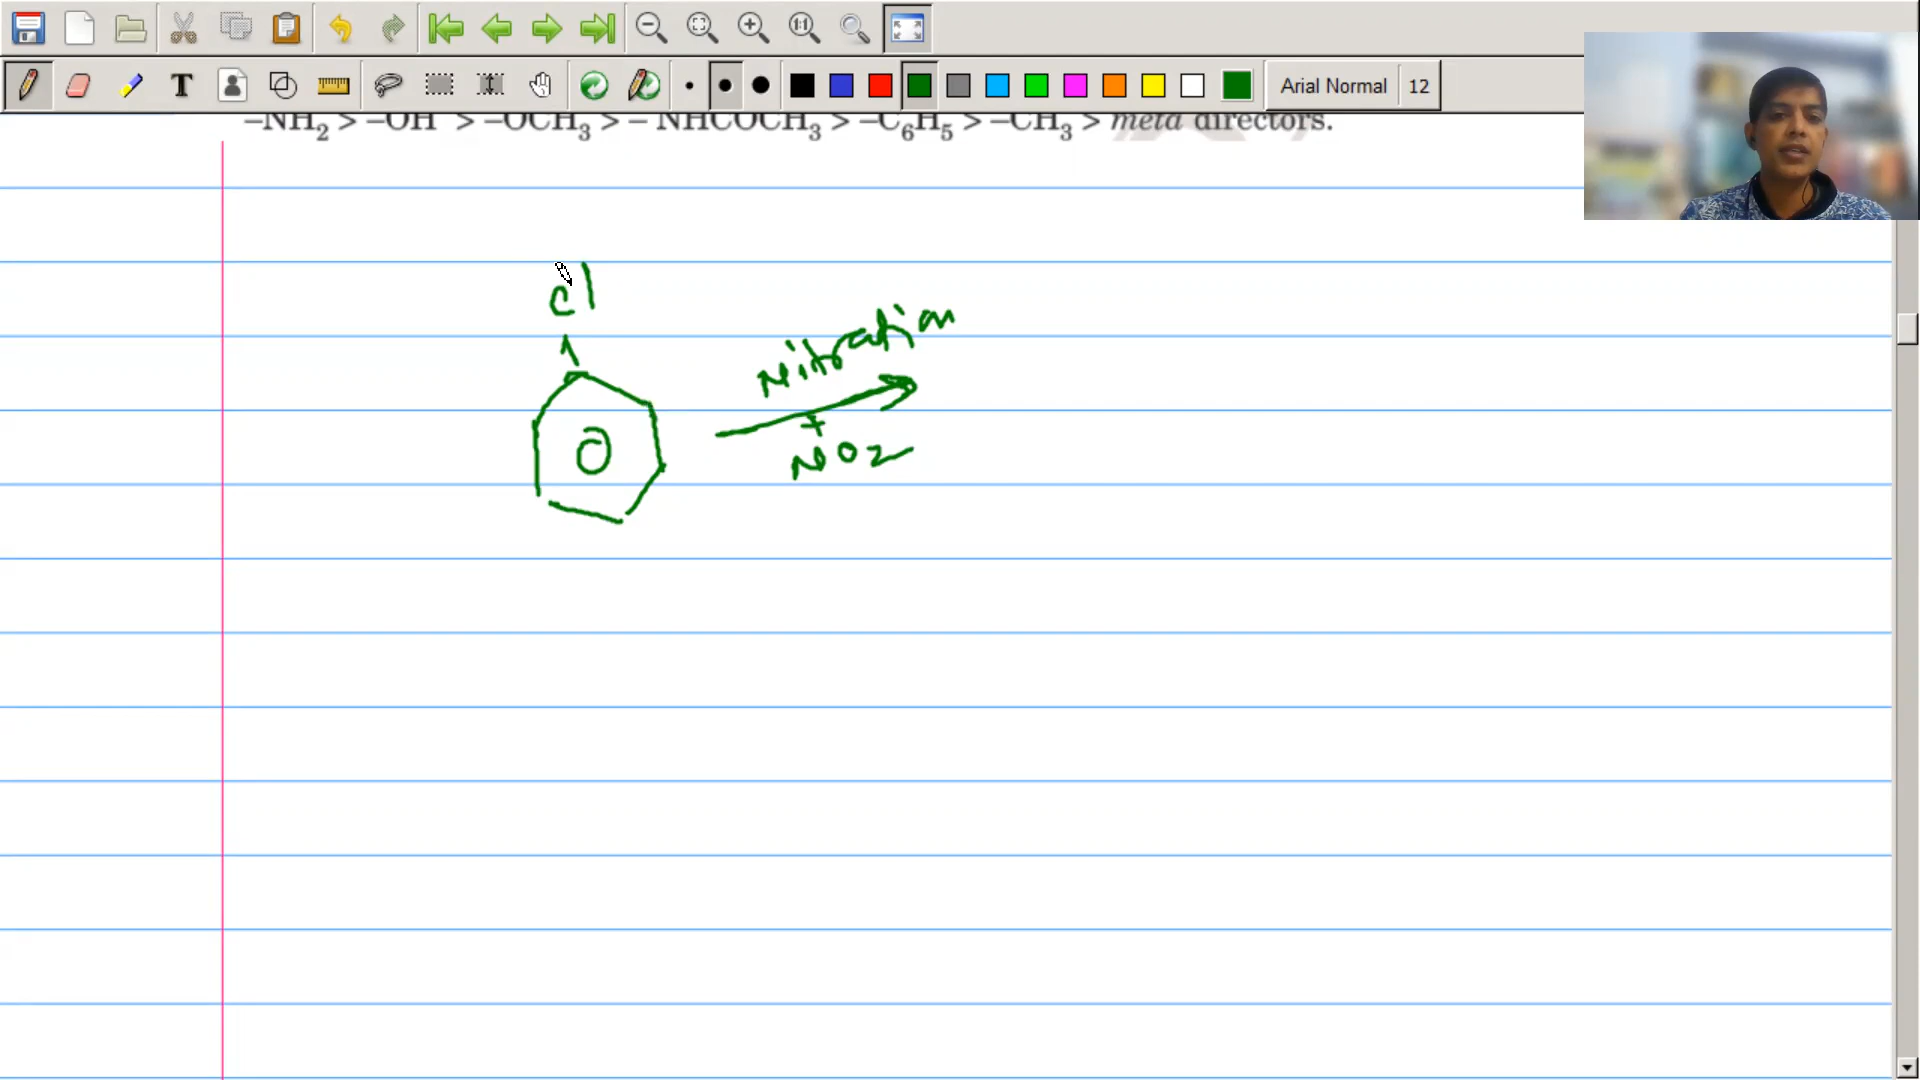 Arial Normal 12
–NH₂ > –OH > –OCH₃ > – NHCOCH₃ > –C₆H₅ > –CH₃ > meta directors.
Cl
Nitration
+
NO2